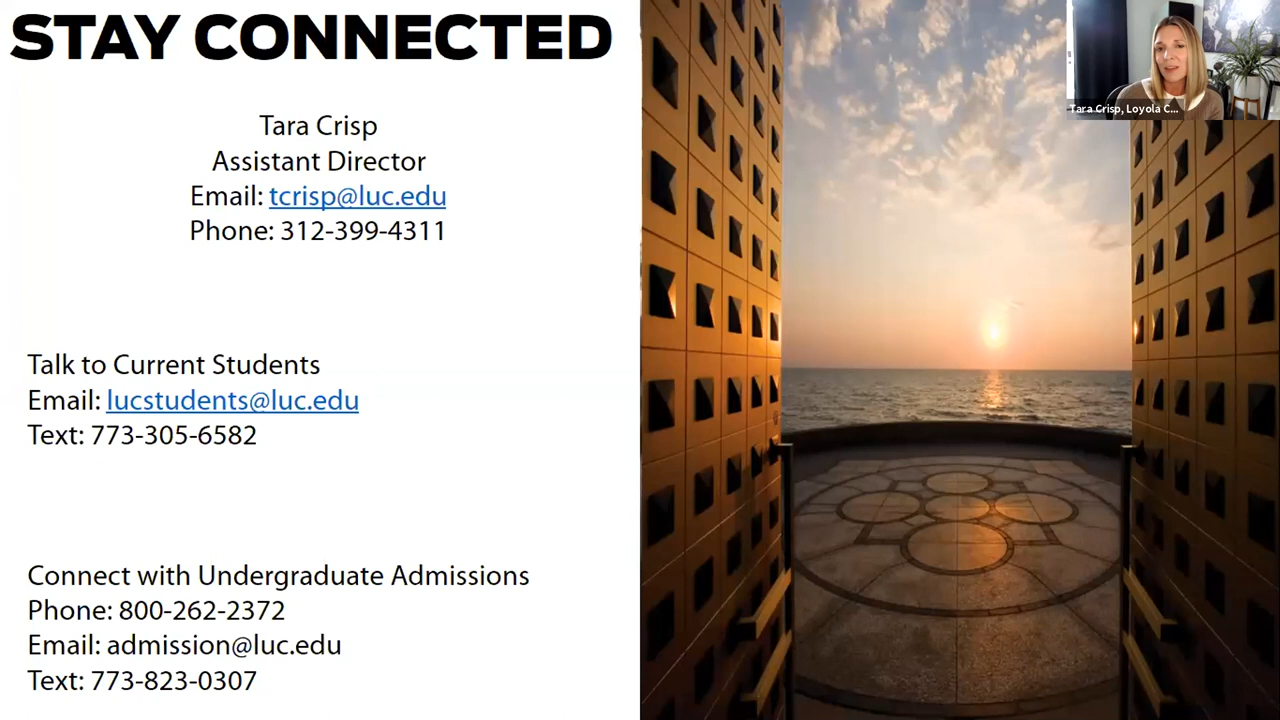 STAY CONNECTED
Tara Crisp
Assistant Director
Email: tcrisp@luc.edu
Phone: 312-399-4311
Talk to Current Students
Email: lucstudents@luc.edu
Text: 773-305-6582
Connect with Undergraduate Admissions
Phone: 800-262-2372
Email: admission@luc.edu
Text: 773-823-0307
Tara Crisp, Loyola C...